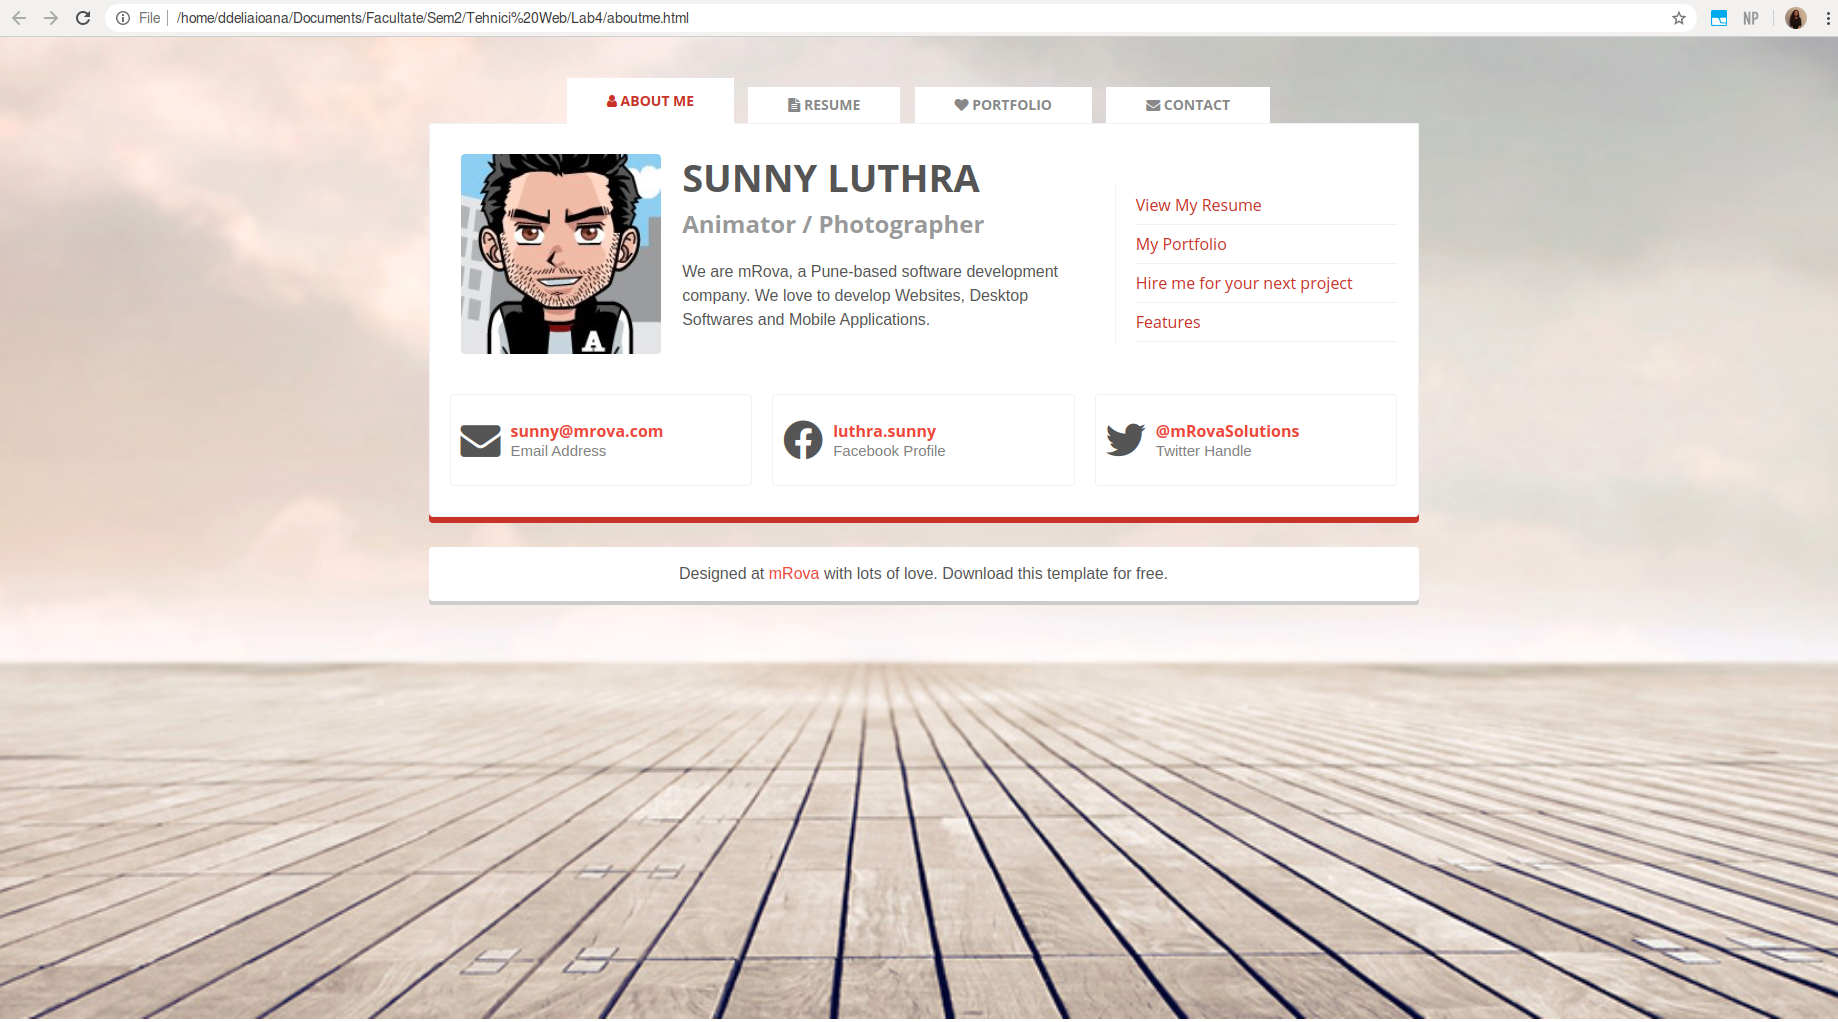 File
/home/ddeliaioana/Documents/Facultate/Sem2/Tehnici%20Web/Lab4/aboutme.html
NP
ABOUT ME
RESUME
PORTFOLIO
CONTACT
SUNNY LUTHRA
Animator / Photographer
We are mRova, a Pune-based software development
company. We love to develop Websites, Desktop
Softwares and Mobile Applications.
A
View My Resume
My Portfolio
Hire me for your next project
Features
sunny@mrova.com
Email Address
luthra.sunny
Facebook Profile
@mRovaSolutions
Twitter Handle
Designed at mRova with lots of love. Download this template for free.